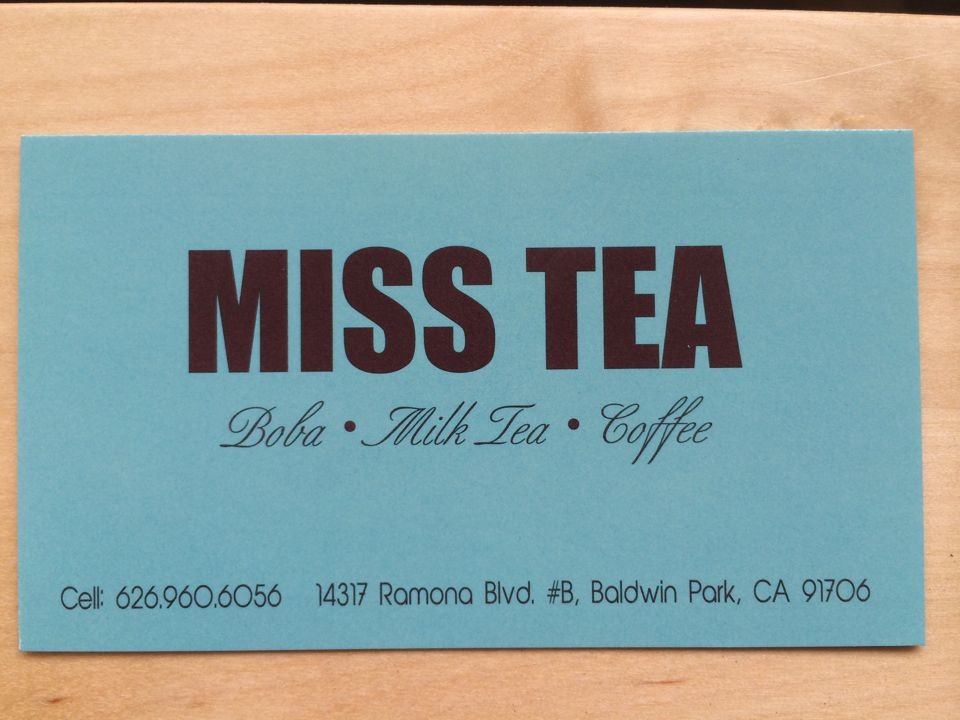 MISS TEA
Boba • Milk Tea • Coffee
Cell: 626.960.6056 14317 Ramona Blvd. #B, Baldwin Park, CA 91706